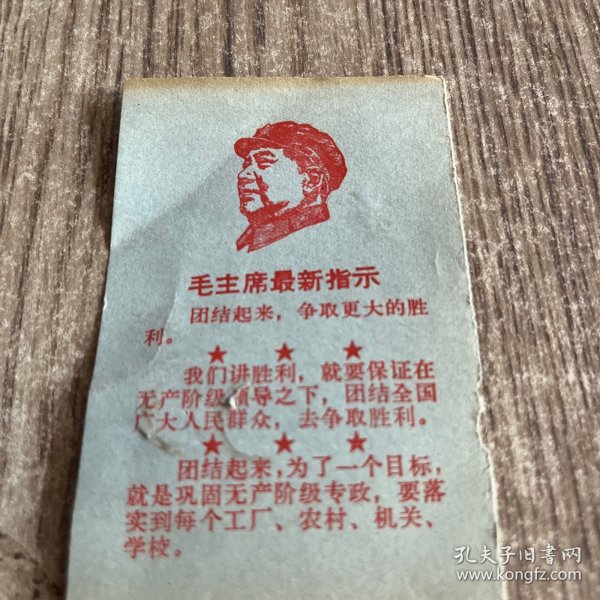 毛主席最新指示
团结起来，争取更大的胜
利。
★ ★ ★
我们讲胜利，就要保证在
无产阶级领导之下，团结全国
广大人民群众，去争取胜利。
★ ★ ★
团结起来，为了一个目标，
就是巩固无产阶级专政，要落
实到每个工厂、农村、机关、
学校。
孔夫子旧书网
www.kongfz.com